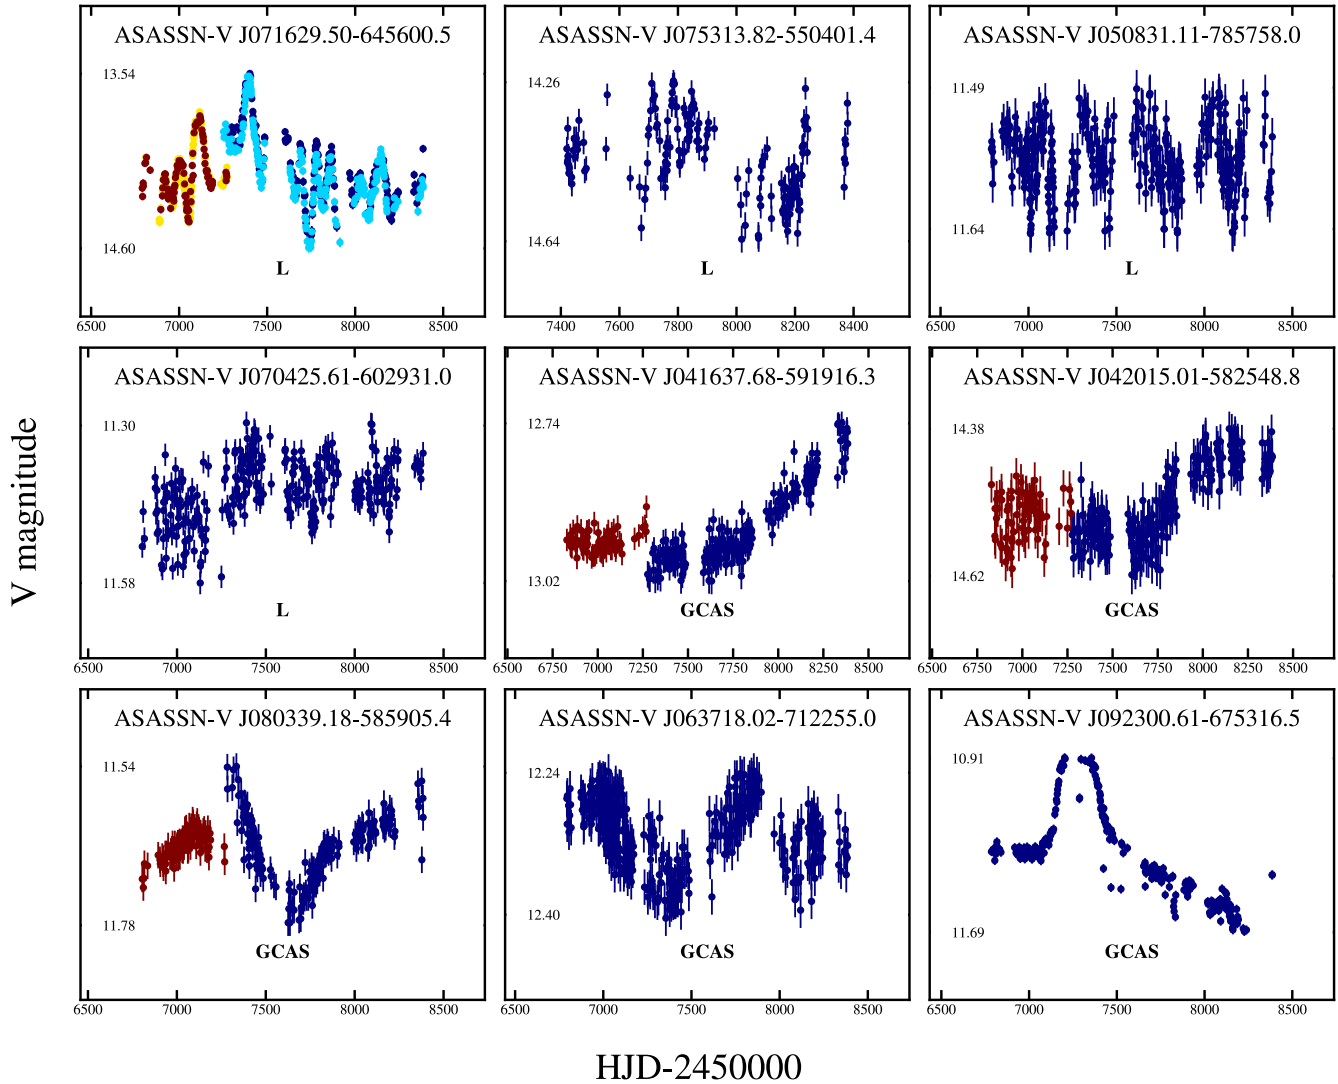 ASASSN-V J071629.50-645600.5
13.54
14.60
L
6500 7000 7500 8000 8500
ASASSN-V J075313.82-550401.4
14.26
14.64
L
7400 7600 7800 8000 8200 8400
ASASSN-V J050831.11-785758.0
11.49
11.64
L
6500 7000 7500 8000 8500
ASASSN-V J070425.61-602931.0
11.30
11.58
L
6500 7000 7500 8000 8500
ASASSN-V J041637.68-591916.3
12.74
13.02
GCAS
6500 6750 7000 7250 7500 7750 8000 8250 8500
ASASSN-V J042015.01-582548.8
14.38
14.62
GCAS
6500 6750 7000 7250 7500 7750 8000 8250 8500
ASASSN-V J080339.18-585905.4
11.54
11.78
GCAS
6500 7000 7500 8000 8500
ASASSN-V J063718.02-712255.0
12.24
12.40
GCAS
6500 7000 7500 8000 8500
ASASSN-V J092300.61-675316.5
10.91
11.69
GCAS
6500 7000 7500 8000 8500
V magnitude
HJD-2450000